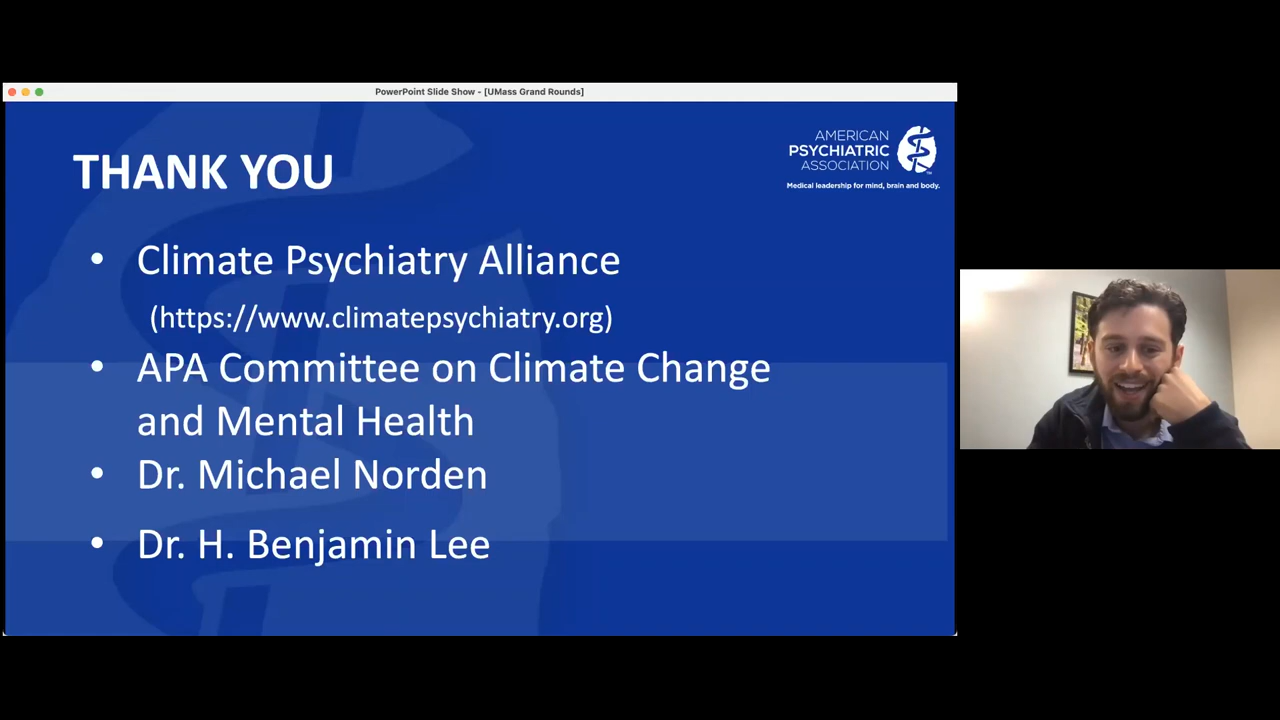 PowerPoint Slide Show - [UMass Grand Rounds]
THANK YOU
AMERICAN
PSYCHIATRIC
ASSOCIATION
TM
Medical leadership for mind, brain and body.
• Climate Psychiatry Alliance
(https://www.climatepsychiatry.org)
• APA Committee on Climate Change
and Mental Health
• Dr. Michael Norden
• Dr. H. Benjamin Lee